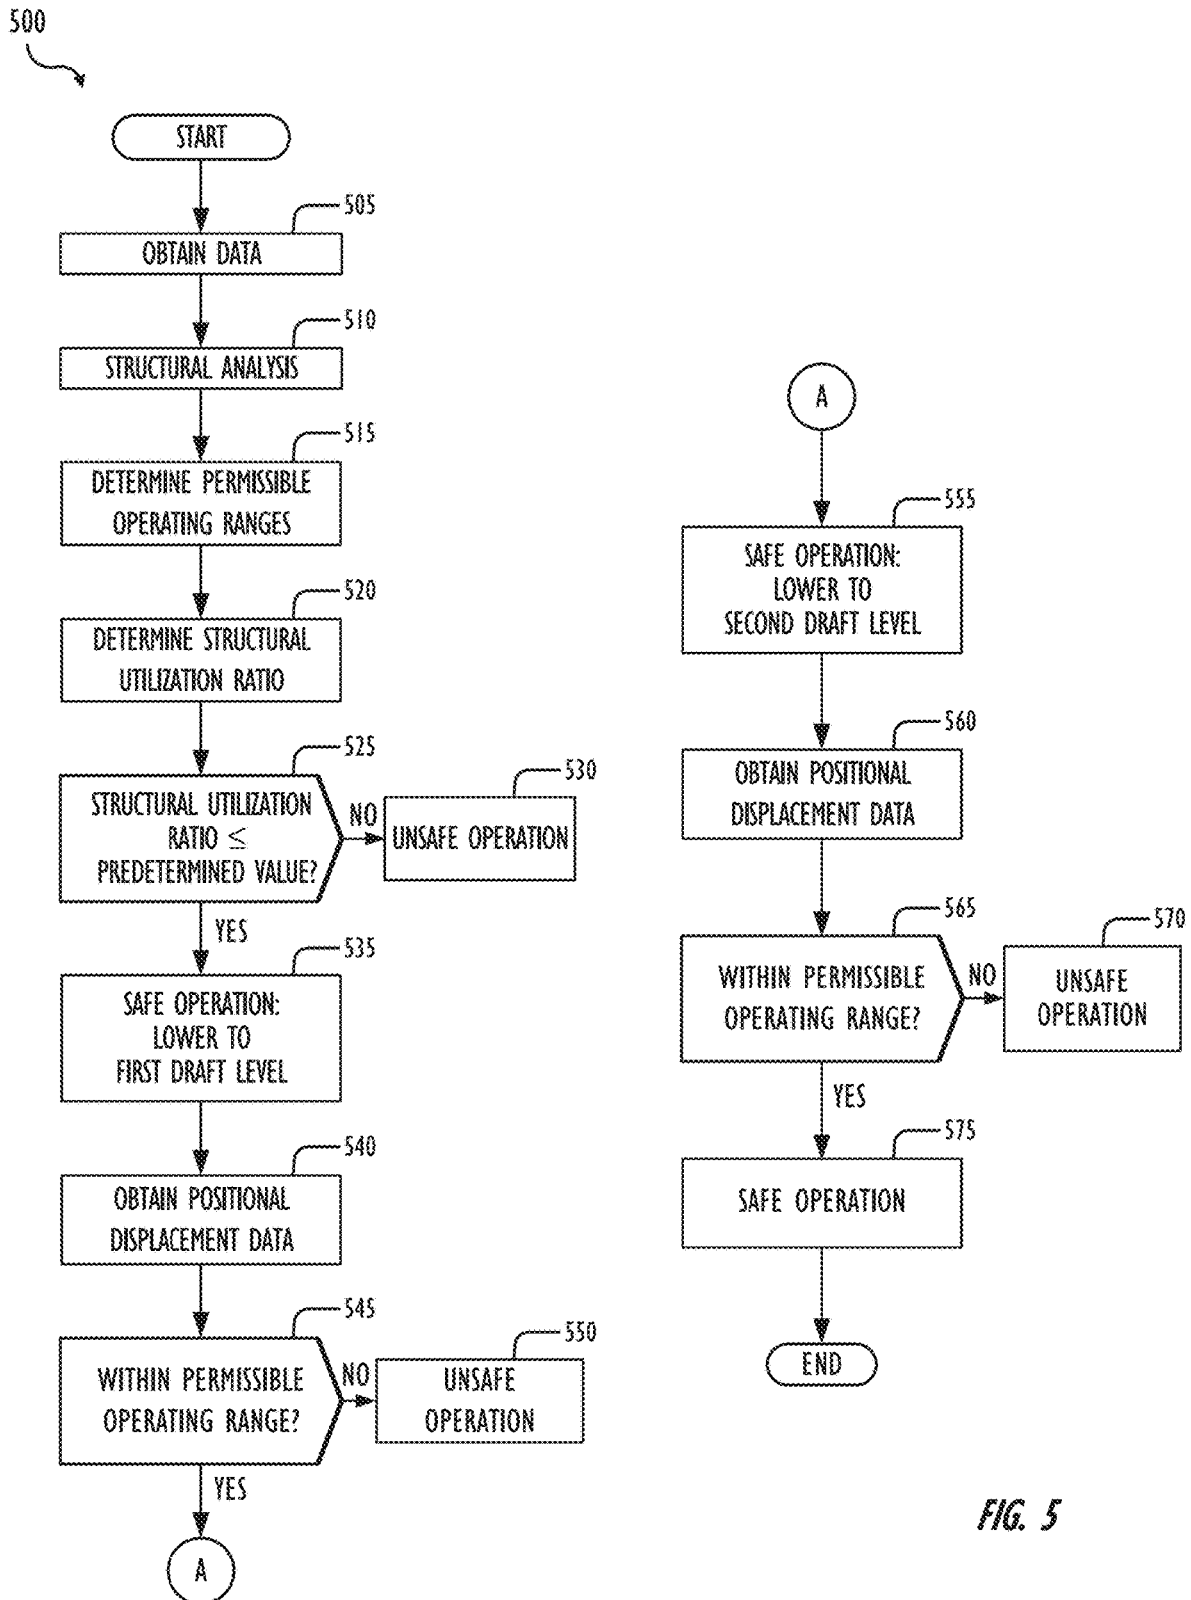 500
START
505
OBTAIN DATA
510
STRUCTURAL ANALYSIS
515
DETERMINE PERMISSIBLE
OPERATING RANGES
520
DETERMINE STRUCTURAL
UTILIZATION RATIO
525
STRUCTURAL UTILIZATION
RATIO ≤
PREDETERMINED VALUE?
NO
530
UNSAFE OPERATION
YES
535
SAFE OPERATION:
LOWER TO
FIRST DRAFT LEVEL
540
OBTAIN POSITIONAL
DISPLACEMENT DATA
545
WITHIN PERMISSIBLE
OPERATING RANGE?
NO
550
UNSAFE
OPERATION
YES
A
A
555
SAFE OPERATION:
LOWER TO
SECOND DRAFT LEVEL
560
OBTAIN POSITIONAL
DISPLACEMENT DATA
565
WITHIN PERMISSIBLE
OPERATING RANGE?
NO
570
UNSAFE
OPERATION
YES
575
SAFE OPERATION
END
FIG. 5